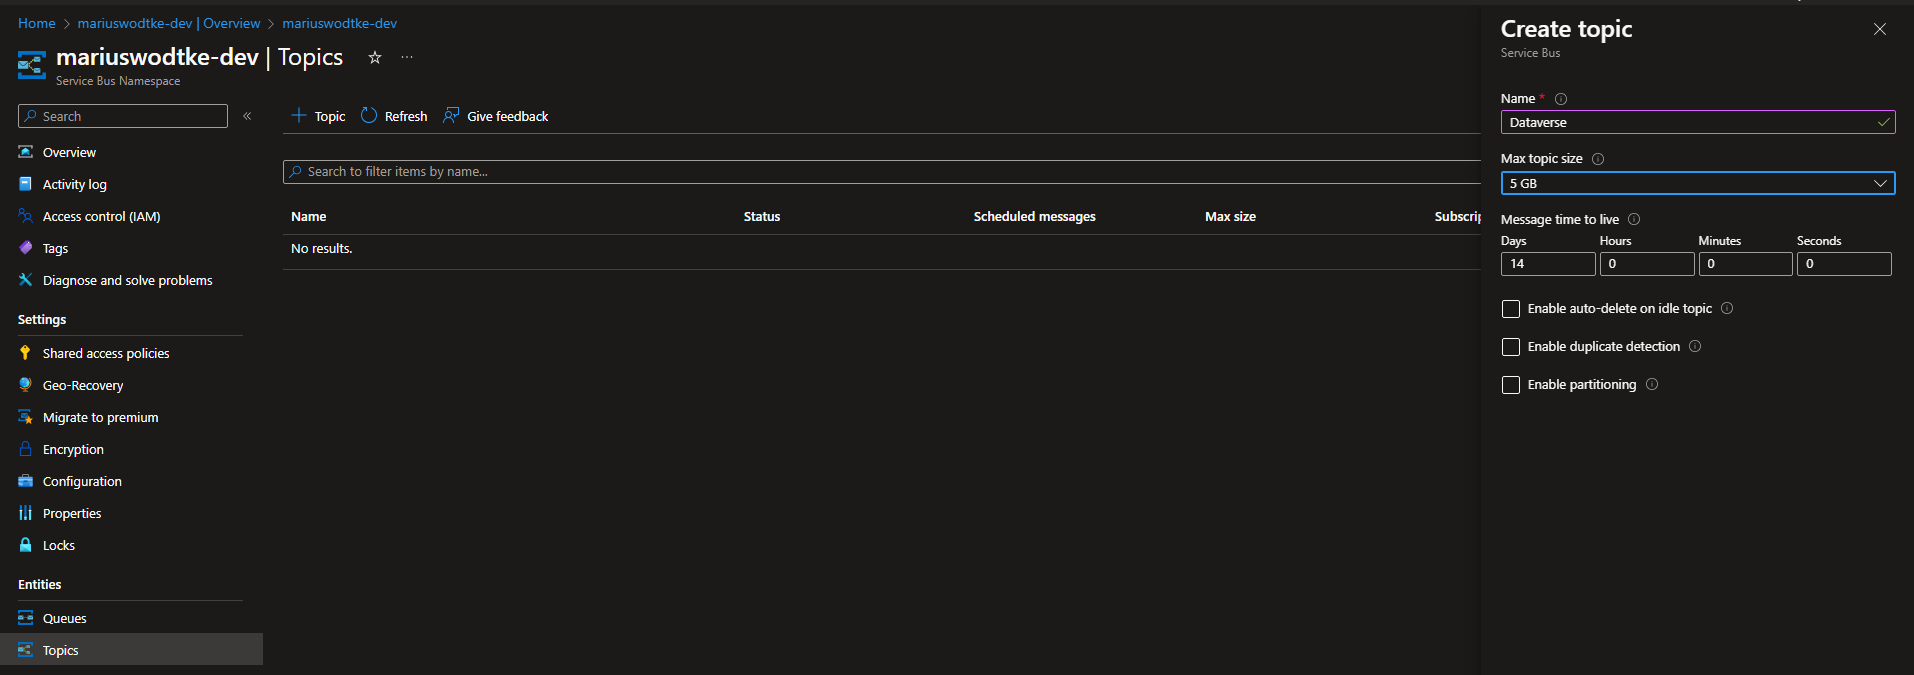 Home > mariuswodtke-dev | Overview > mariuswodtke-dev
mariuswodtke-dev | Topics
Service Bus Namespace
Search
Overview
Activity log
Access control (IAM)
Tags
Diagnose and solve problems
Settings
Shared access policies
Geo-Recovery
Migrate to premium
Encryption
Configuration
Properties
Locks
Entities
Queues
Topics
Topic Refresh Give feedback
Search to filter items by name...
Name Status Scheduled messages Max size Subscrip
No results.
Create topic
Service Bus
Name *
Dataverse
Max topic size
5 GB
Message time to live
Days Hours Minutes Seconds
14 0 0 0
Enable auto-delete on idle topic
Enable duplicate detection
Enable partitioning